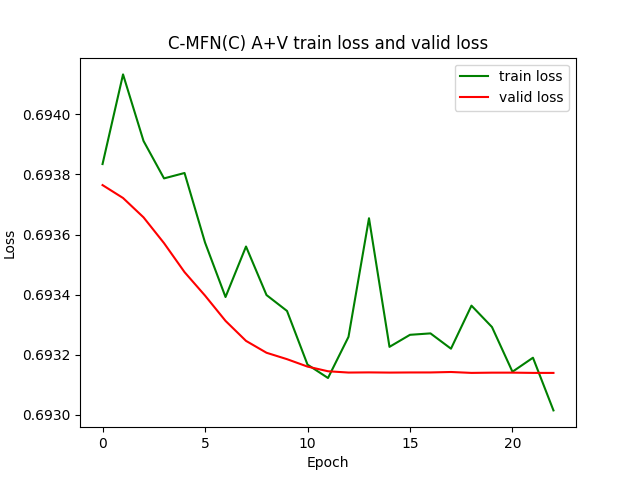 C-MFN(C) A+V train loss and valid loss
train loss
valid loss
0.6940
0.6938
0.6936
0.6934
0.6932
0.6930
Loss
0 5 10 15 20
Epoch